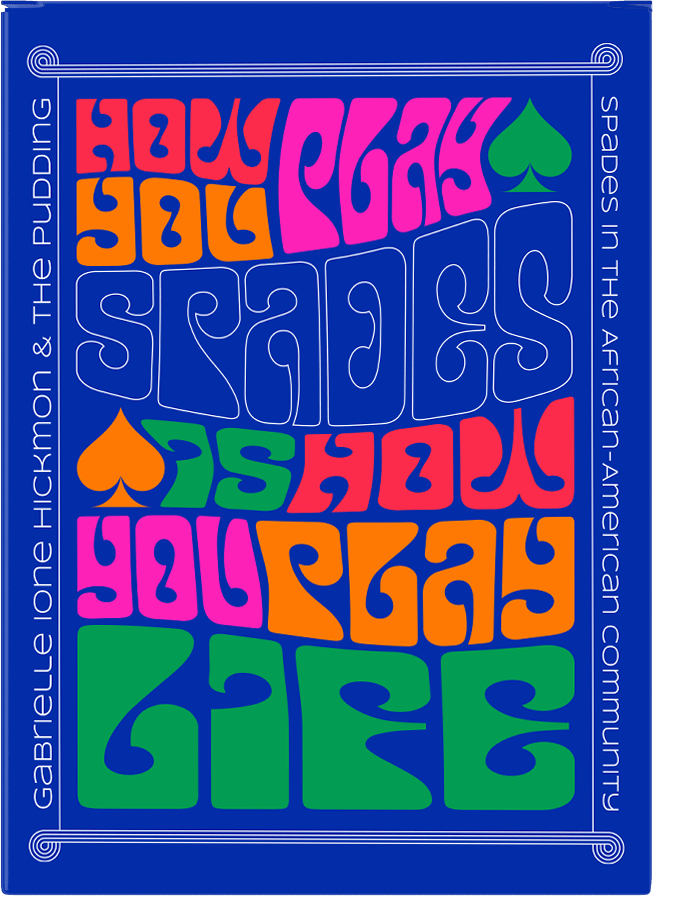 HOW PLAY
YOU
SPADES
IS HOW
YOU PLAY
LIFE
GABRIELLE IONE HICKMON & THE PUDDING
SPADES IN THE AFRICAN-AMERICAN COMMUNITY